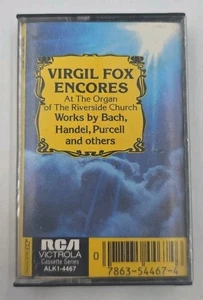 VIRGIL FOX
ENCORES
At The Organ
of The Riverside Church
Works by Bach,
Handel, Purcell
and others
RCA
VICTROLA
Cassette Series
ALK1-4467
0
7863-54467-4